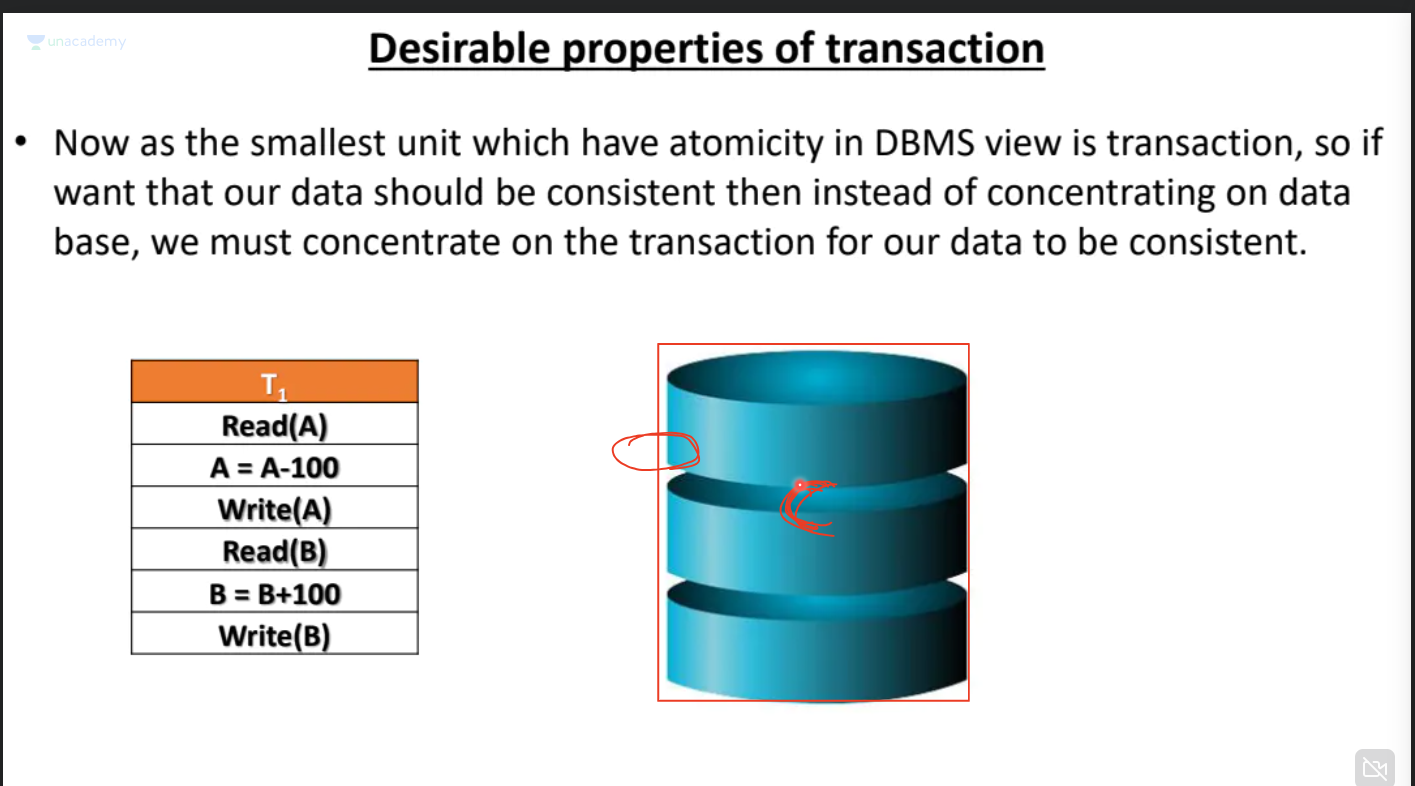 unacademy
Desirable properties of transaction
• Now as the smallest unit which have atomicity in DBMS view is transaction, so if
want that our data should be consistent then instead of concentrating on data
base, we must concentrate on the transaction for our data to be consistent.
T₁
Read(A)
A = A-100
Write(A)
Read(B)
B = B+100
Write(B)
C